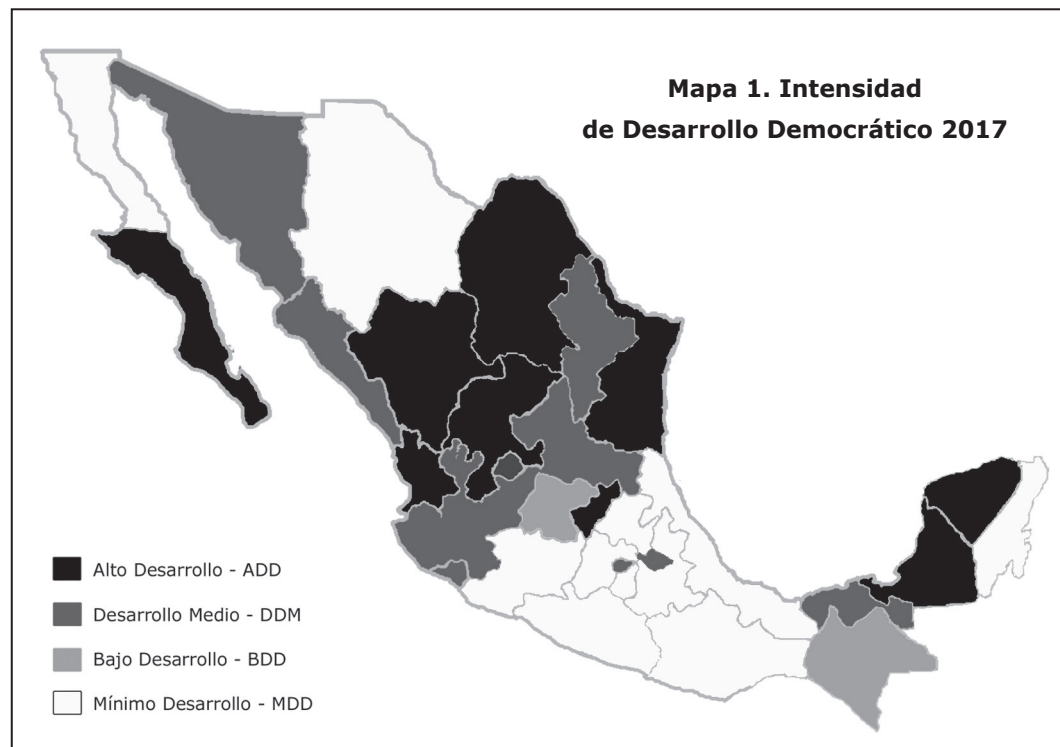 Mapa 1. Intensidad
de Desarrollo Democrático 2017
Alto Desarrollo - ADD
Desarrollo Medio - DDM
Bajo Desarrollo - BDD
Mínimo Desarrollo - MDD